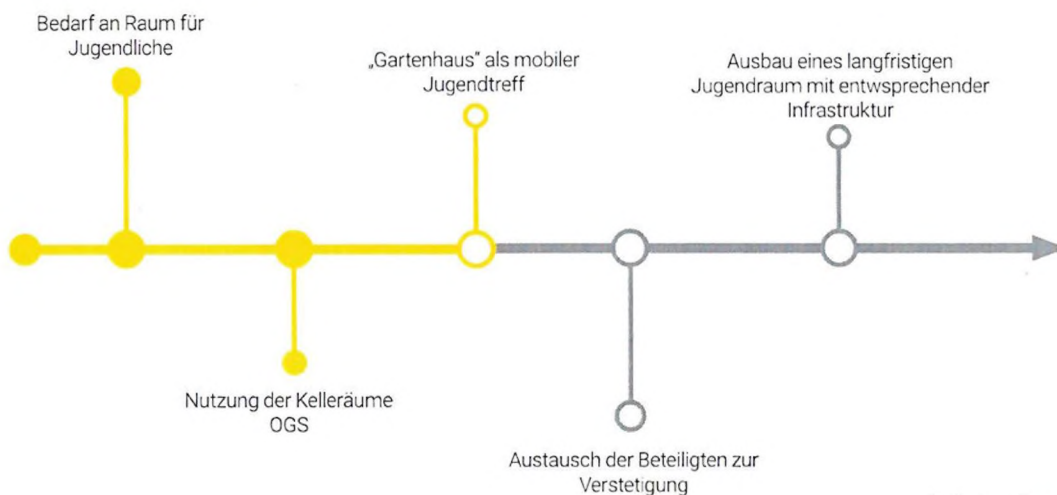 Bedarf an Raum für
Jugendliche
„Gartenhaus" als mobiler
Jugendtreff
Ausbau eines langfristigen
Jugendraum mit entwsprechender
Infrastruktur
Nutzung der Kelleräume
OGS
Austausch der Beteiligten zur
Verstetigung